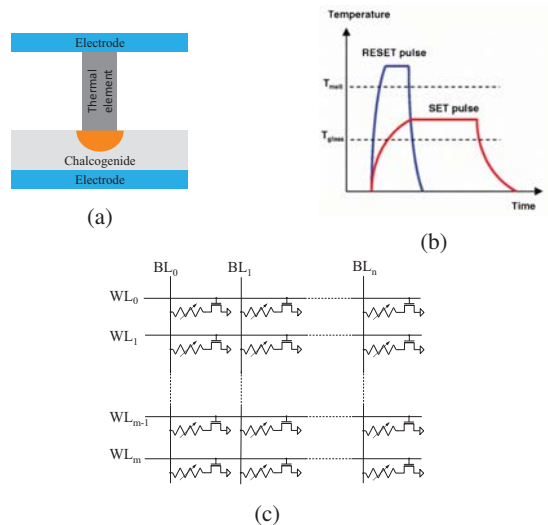 Electrode
Thermal element
Chalcogenide
Electrode
(a)
Temperature
RESET pulse
T_melt
SET pulse
T_glass
Time
(b)
BL_0 BL_1 BL_n
WL_0
WL_1
WL_m-1
WL_m
(c)